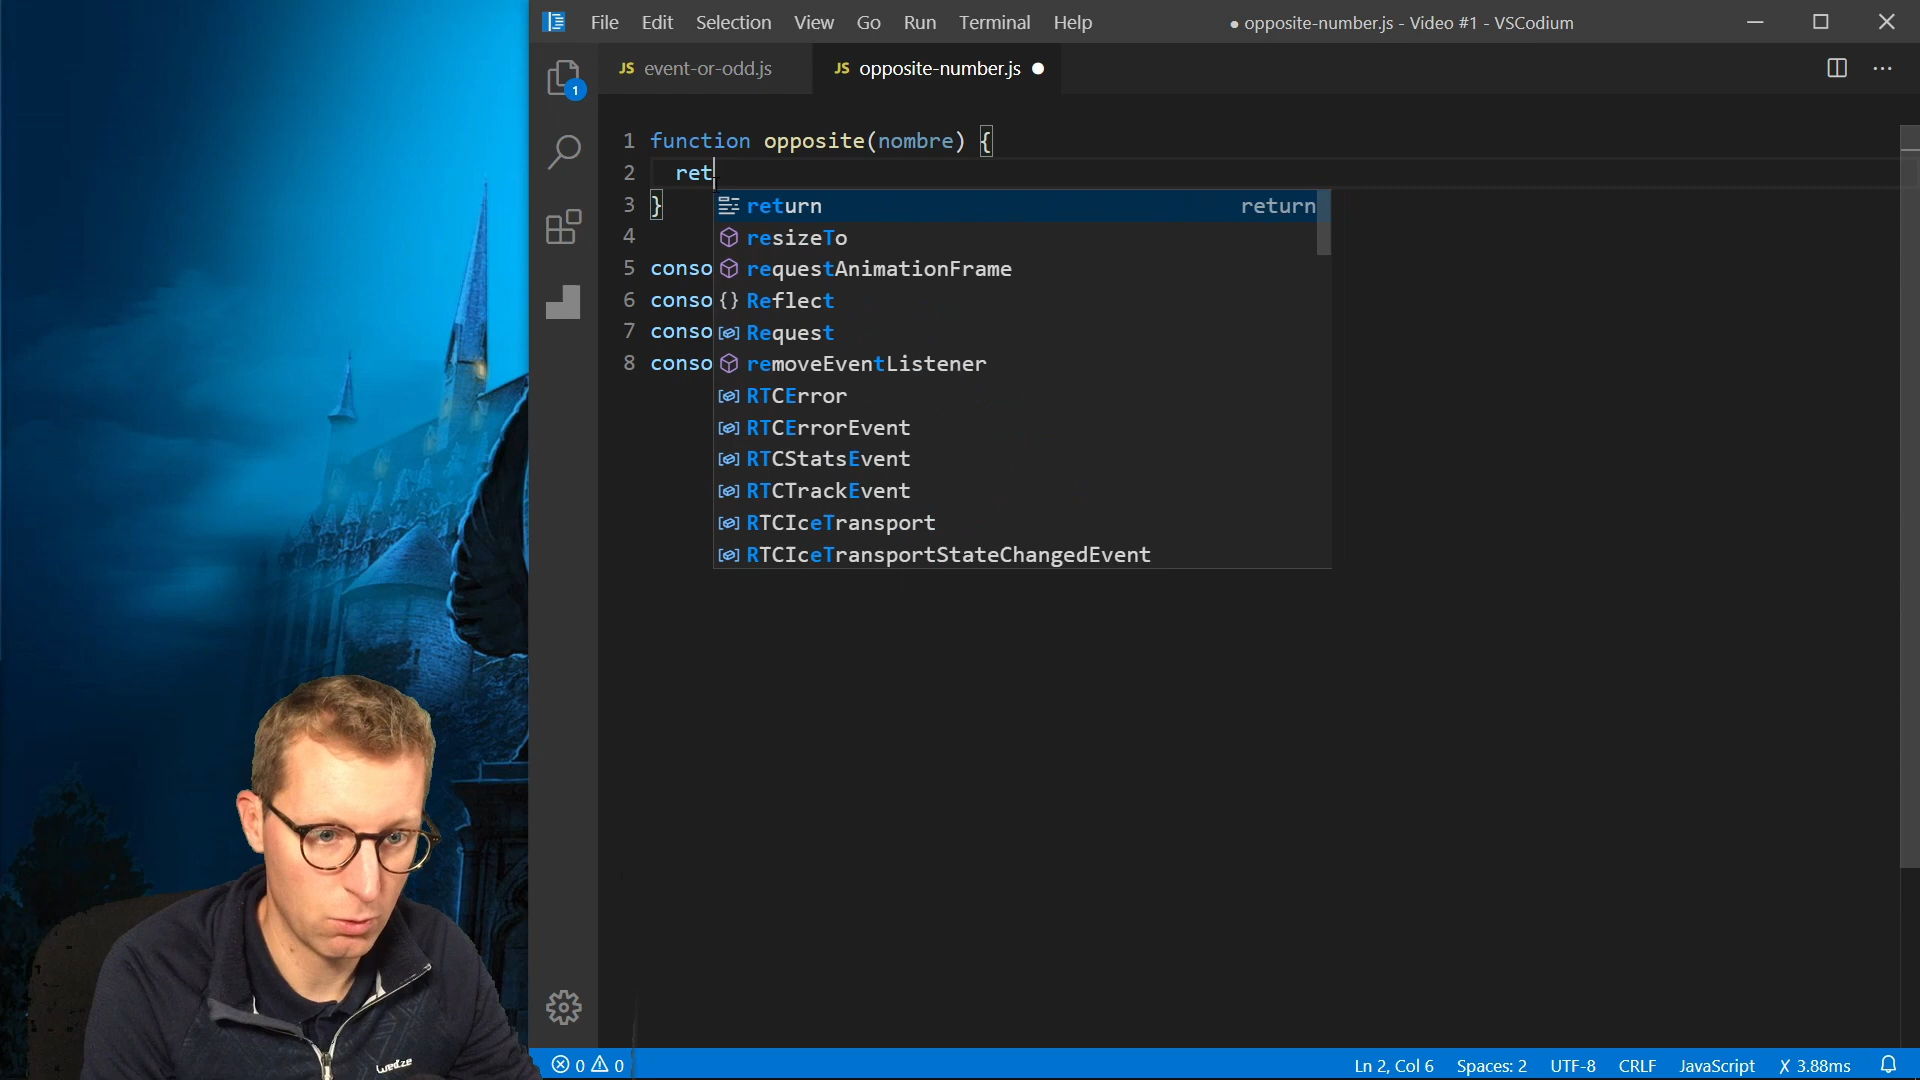 File Edit Selection View Go Run Terminal Help
● opposite-number.js - Video #1 - VSCodium
JS event-or-odd.js
JS opposite-number.js ●
1
1 function opposite(nombre) {
2 ret
3 }
4
5 conso
6 conso
7 conso
8 conso
return return
resizeTo
requestAnimationFrame
{} Reflect
Request
removeEventListener
RTCError
RTCErrorEvent
RTCStatsEvent
RTCTrackEvent
RTCIceTransport
RTCIceTransportStateChangedEvent
wedze
0 0
Ln 2, Col 6 Spaces: 2 UTF-8 CRLF JavaScript X 3.88ms